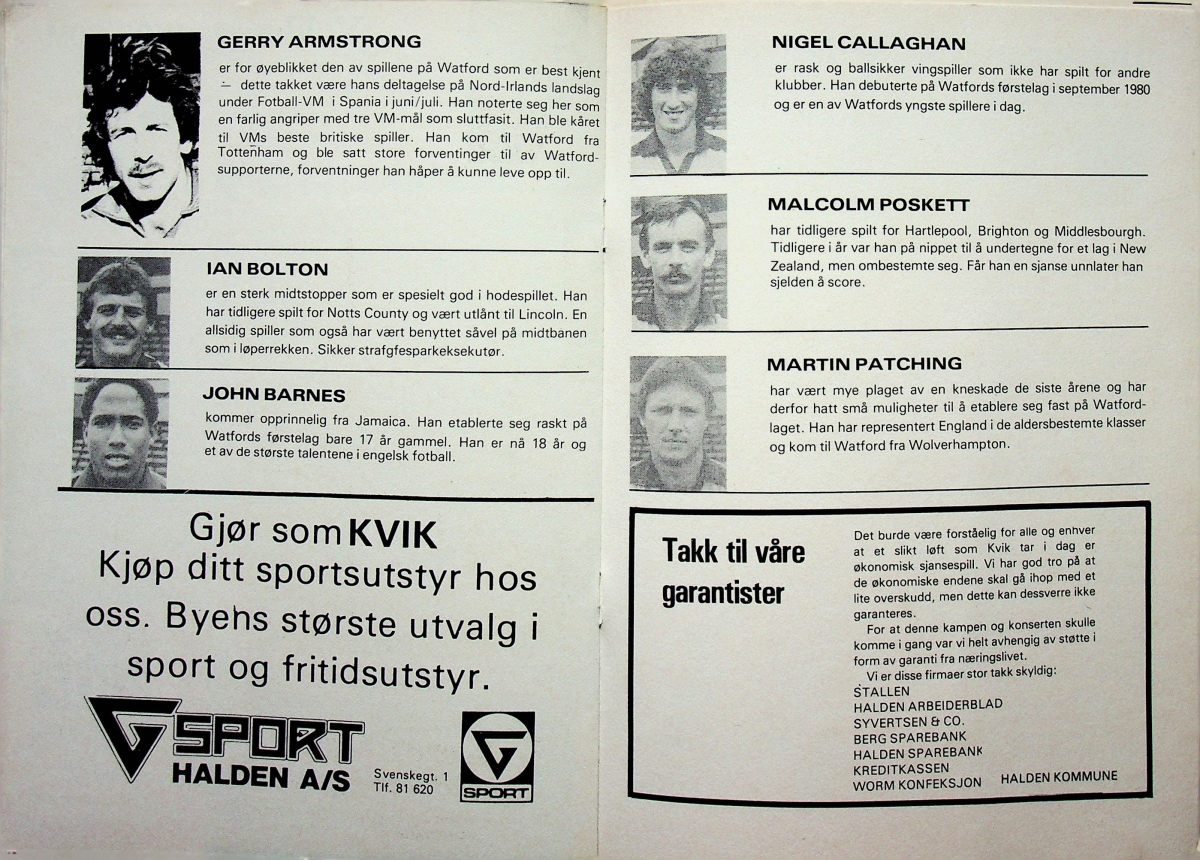 GERRY ARMSTRONG
er for øyeblikket den av spillene på Watford som er best kjent
— dette takket være hans deltagelse på Nord-Irlands landslag
under Fotball-VM i Spania i juni/juli. Han noterte seg her som
en farlig angriper med tre VM-mål som sluttfasit. Han ble kåret
til VMs beste britiske spiller. Han kom til Watford fra
Tottenham og ble satt store forventinger til av Watford-
supporterne, forventninger han håper å kunne leve opp til.
IAN BOLTON
er en sterk midtstopper som er spesielt god i hodespillet. Han
har tidligere spilt for Notts County og vært utlånt til Lincoln. En
allsidig spiller som også har vært benyttet såvel på midtbanen
som i løperrekken. Sikker strafgfesparkeksekutør.
JOHN BARNES
kommer opprinnelig fra Jamaica. Han etablerte seg raskt på
Watfords førstelag bare 17 år gammel. Han er nå 18 år og
et av de største talentene i engelsk fotball.
Gjør som KVIK
Kjøp ditt sportsutstyr hos
oss. Byehs største utvalg i
sport og fritidsutstyr.
G SPORT
HALDEN A/S
Svenskegt. 1
Tlf. 81 620
G
SPORT
NIGEL CALLAGHAN
er rask og ballsikker vingspiller som ikke har spilt for andre
klubber. Han debuterte på Watfords førstelag i september 1980
og er en av Watfords yngste spillere i dag.
MALCOLM POSKETT
har tidligere spilt for Hartlepool, Brighton og Middlesbourgh.
Tidligere i år var han på nippet til å undertegne for et lag i New
Zealand, men ombestemte seg. Får han en sjanse unnlater han
sjelden å score.
MARTIN PATCHING
har vært mye plaget av en kneskade de siste årene og har
derfor hatt små muligheter til å etablere seg fast på Watford-
laget. Han har representert England i de aldersbestemte klasser
og kom til Watford fra Wolverhampton.
Takk til våre
garantister
Det burde være forståelig for alle og enhver
at et slikt løft som Kvik tar i dag er
økonomisk sjansespill. Vi har god tro på at
de økonomiske endene skal gå ihop med et
lite overskudd, men dette kan dessverre ikke
garanteres.
For at denne kampen og konserten skulle
komme i gang var vi helt avhengig av støtte i
form av garanti fra næringslivet.
Vi er disse firmaer stor takk skyldig:
STALLEN
HALDEN ARBEIDERBLAD
SYVERTSEN & CO.
BERG SPAREBANK
HALDEN SPAREBANK
KREDITKASSEN
WORM KONFEKSJON HALDEN KOMMUNE